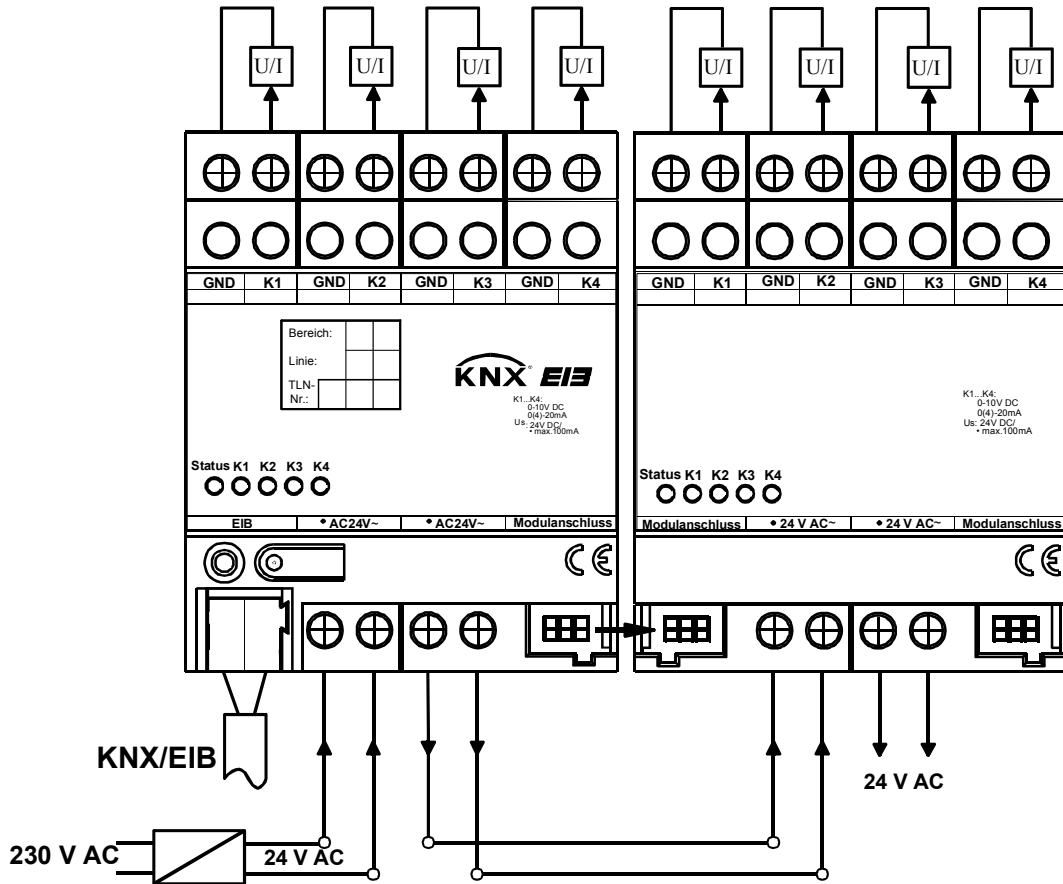 U/I U/I U/I U/I U/I U/I U/I U/I
GND K1 GND K2 GND K3 GND K4
GND K1 GND K2 GND K3 GND K4
Bereich:
Linie:
TLN-
Nr.:
KNX EIB
K1...K4:
0-10V DC
0(4)-20mA
Us: 24V DC/
• max.100mA
K1...K4:
0-10V DC
0(4)-20mA
Us: 24V DC/
• max.100mA
Status K1 K2 K3 K4
Status K1 K2 K3 K4
EIB • AC24V~ • AC24V~ Modulanschluss
Modulanschluss • 24 V AC~ • 24 V AC~ Modulanschluss
CE
CE
KNX/EIB
24 V AC
230 V AC
24 V AC